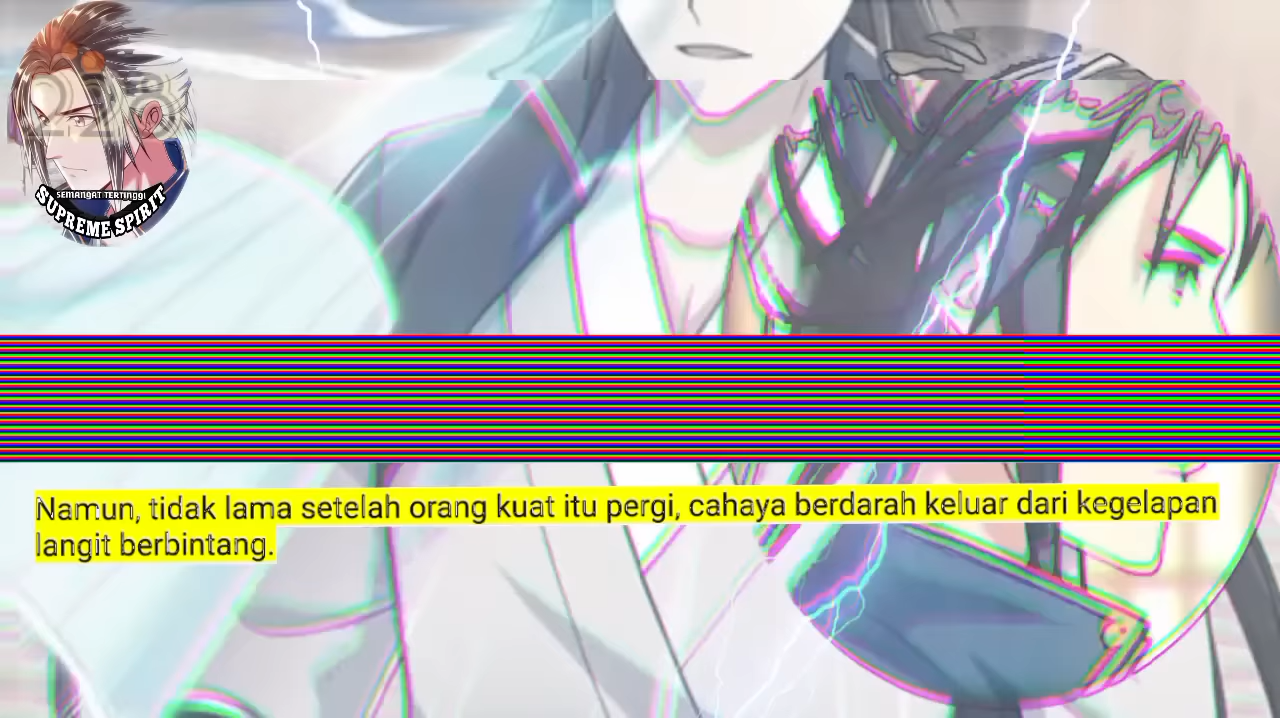 228
SEMANGAT TERTINGGI
SUPREME SPIRIT
Namun, tidak lama setelah orang kuat itu pergi, cahaya berdarah keluar dari kegelapan
langit berbintang.